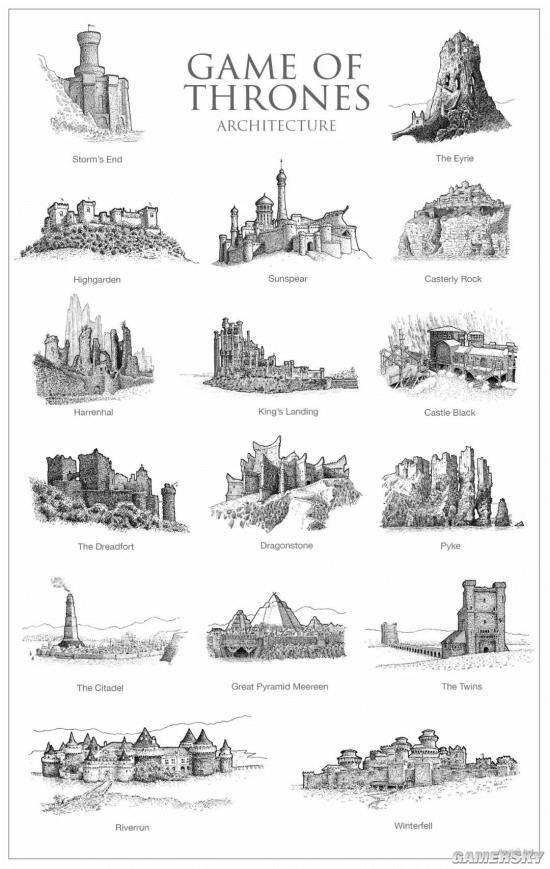 GAME OF
THRONES
ARCHITECTURE
Storm's End
The Eyrie
Highgarden
Sunspear
Casterly Rock
Harrenhal
King's Landing
Castle Black
The Dreadfort
Dragonstone
Pyke
The Citadel
Great Pyramid Meereen
The Twins
Riverrun
Winterfell
GAMERSKY